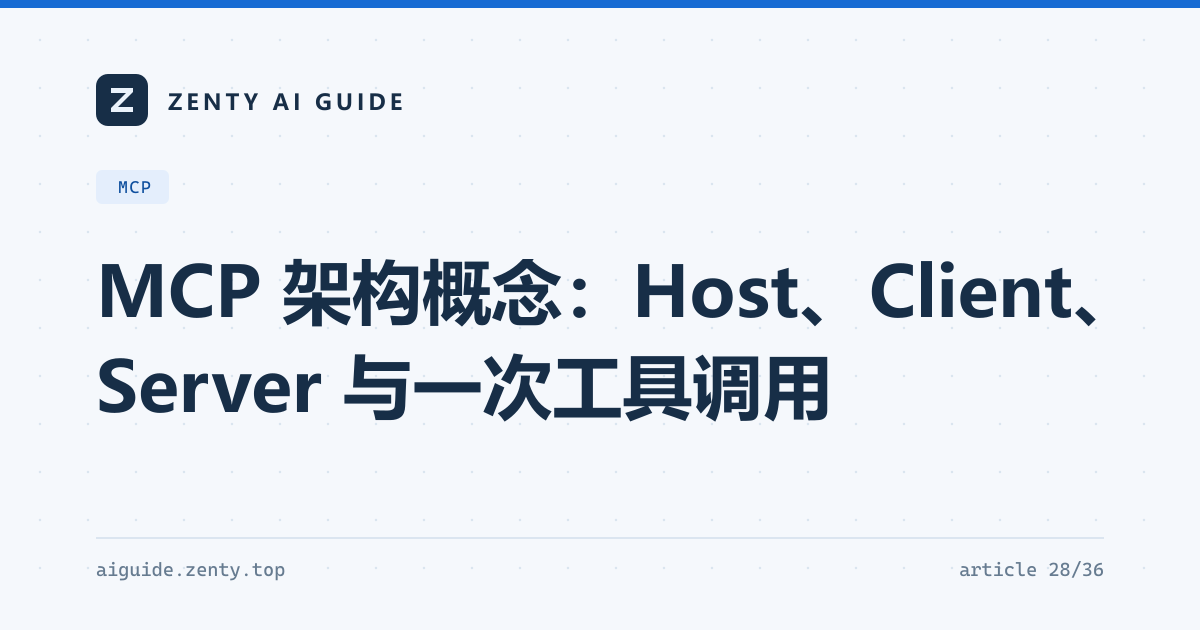 Z ZENTY AI GUIDE
MCP
MCP 架构概念：Host、Client、
Server 与一次工具调用
aiguide.zenty.top
article 28/36